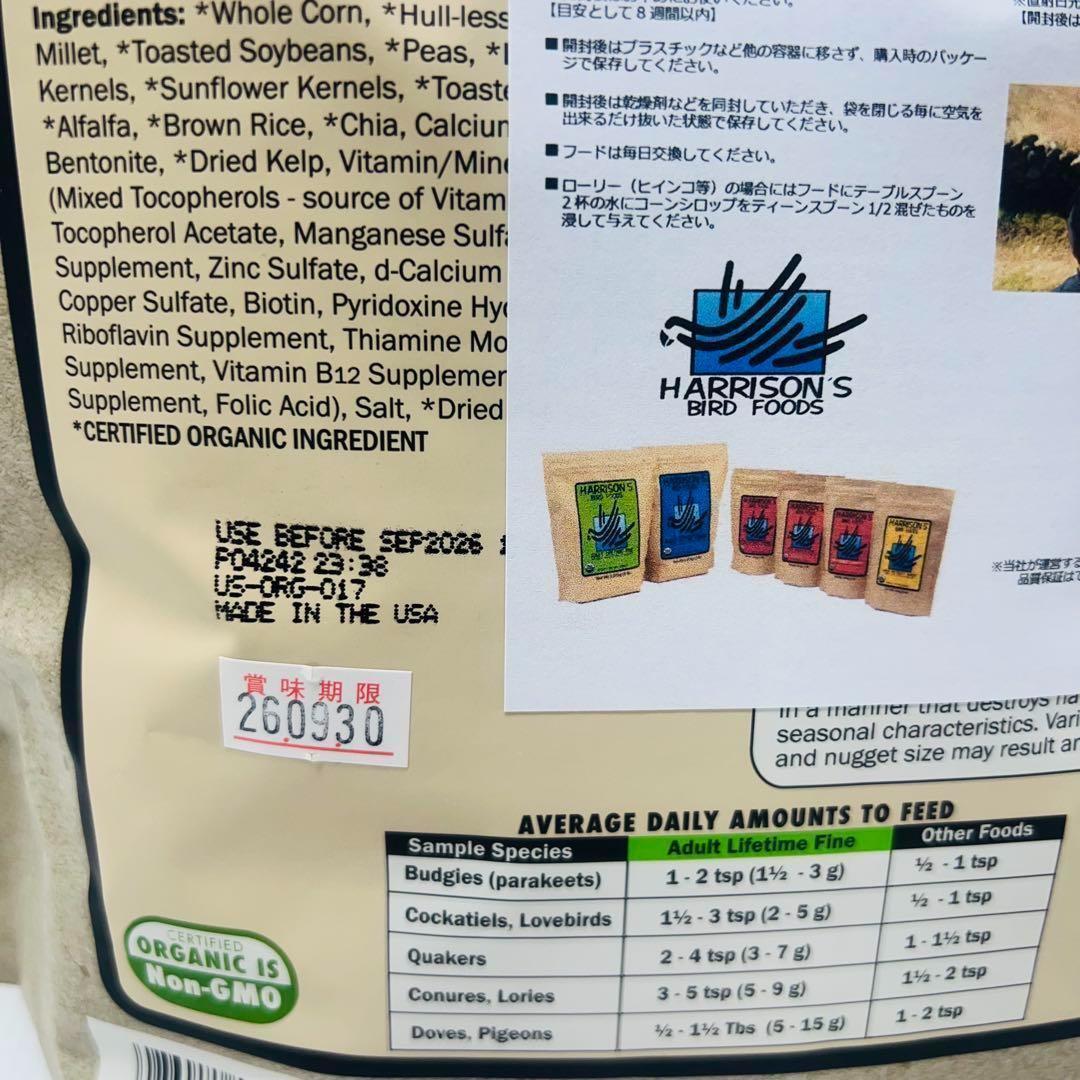 Ingredients: *Whole Corn, *Hull-less
Millet, *Toasted Soybeans, *Peas,
Kernels, *Sunflower Kernels,
*Alfalfa, *Brown Rice, *Chia,
Bentonite, *Dried Kelp,
(Mixed Tocopherols - source of
Tocopherol Acetate, Manganese
Supplement, Zinc Sulfate, d-Calcium
Copper Sulfate, Biotin, Pyridoxine
Riboflavin Supplement, Thiamine
Supplement, Vitamin B12
Supplement, Folic Acid), Salt, *Dried
*CERTIFIED ORGANIC INGREDIENT
USE BEFORE SEP2026
P04242 23:38
US-ORG-017
MADE IN THE USA
賞味期限
260930
【目安として8週間以内】
■開封後はプラスチックなど他の容器に移さず、購入時のパッケー
ジで保存してください。
■開封後は乾燥剤などを同封していただき、袋を閉じる毎に空気を
出来るだけ抜いた状態で保存してください。
■フードは毎日交換してください。
■ローリー（ヒインコ等）の場合にはフードにテーブルスプーン
2杯の水にコーンシロップをティーンスプーン1/2混ぜたものを
浸して与えてください。
HARRISON'S
BIRD FOODS
HARRISON'S
BIRD FOODS
HARRISON'S
※当社が運営する
品質保証は
in a manner that destroys
seasonal characteristics.
and nugget size may result
AVERAGE DAILY AMOUNTS TO FEED
Sample Species Adult Lifetime Fine Other Foods
Budgies (parakeets) 1 - 2 tsp (1½ - 3 g) ½ - 1 tsp
Cockatiels, Lovebirds 1½ - 3 tsp (2 - 5 g) ½ - 1 tsp
Quakers 2 - 4 tsp (3 - 7 g) 1 - 1½ tsp
Conures, Lories 3 - 5 tsp (5 - 9 g) 1½ - 2 tsp
Doves, Pigeons ½ - 1½ Tbs (5 - 15 g) 1 - 2 tsp
CERTIFIED
ORGANIC IS
Non-GMO